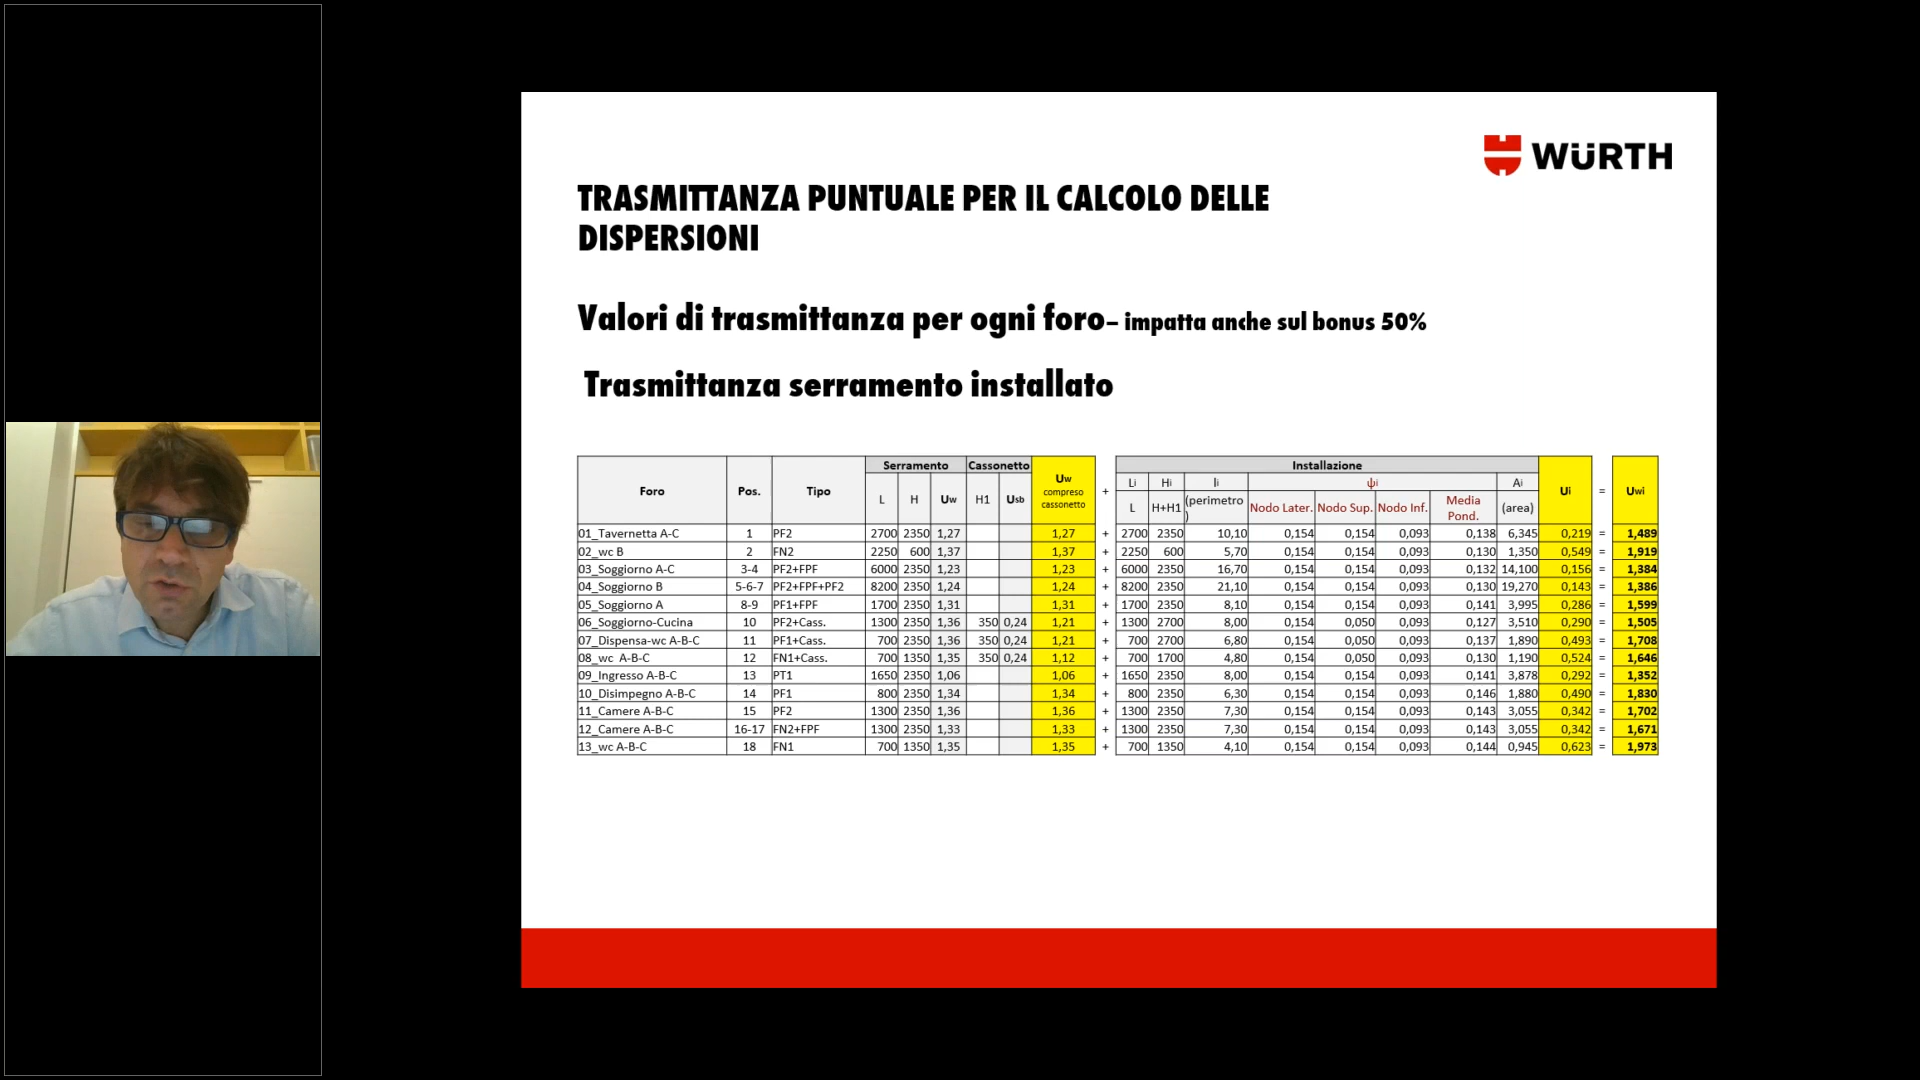 WÜRTH
TRASMITTANZA PUNTUALE PER IL CALCOLO DELLE
DISPERSIONI
Valori di trasmittanza per ogni foro– impatta anche sul bonus 50%
Trasmittanza serramento installato
Foro Pos. Tipo Serramento Cassonetto Uw compreso cassonetto + Installazione Ui = Uwi
L H Uw H1 Usb Li Hi li ψi Ai
L H+H1 (perimetro) Nodo Later. Nodo Sup. Nodo Inf. Media Pond. (area)
01_Tavernetta A-C 1 PF2 2700 2350 1,27 1,27 + 2700 2350 10,10 0,154 0,154 0,093 0,138 6,345 0,219 = 1,489
02_wc B 2 FN2 2250 600 1,37 1,37 + 2250 600 5,70 0,154 0,154 0,093 0,130 1,350 0,549 = 1,919
03_Soggiorno A-C 3-4 PF2+FPF 6000 2350 1,23 1,23 + 6000 2350 16,70 0,154 0,154 0,093 0,132 14,100 0,156 = 1,384
04_Soggiorno B 5-6-7 PF2+FPF+PF2 8200 2350 1,24 1,24 + 8200 2350 21,10 0,154 0,154 0,093 0,130 19,270 0,143 = 1,386
05_Soggiorno A 8-9 PF1+FPF 1700 2350 1,31 1,31 + 1700 2350 8,10 0,154 0,154 0,093 0,141 3,995 0,286 = 1,599
06_Soggiorno-Cucina 10 PF2+Cass. 1300 2350 1,36 350 0,24 1,21 + 1300 2700 8,00 0,154 0,050 0,093 0,127 3,510 0,290 = 1,505
07_Dispensa-wc A-B-C 11 PF1+Cass. 700 2350 1,36 350 0,24 1,21 + 700 2700 6,80 0,154 0,050 0,093 0,137 1,890 0,493 = 1,708
08_wc A-B-C 12 FN1+Cass. 700 1350 1,35 350 0,24 1,12 + 700 1700 4,80 0,154 0,050 0,093 0,130 1,190 0,524 = 1,646
09_Ingresso A-B-C 13 PT1 1650 2350 1,06 1,06 + 1650 2350 8,00 0,154 0,154 0,093 0,141 3,878 0,292 = 1,352
10_Disimpegno A-B-C 14 PF1 800 2350 1,34 1,34 + 800 2350 6,30 0,154 0,154 0,093 0,146 1,880 0,490 = 1,830
11_Camere A-B-C 15 PF2 1300 2350 1,36 1,36 + 1300 2350 7,30 0,154 0,154 0,093 0,143 3,055 0,342 = 1,702
12_Camere A-B-C 16-17 FN2+FPF 1300 2350 1,33 1,33 + 1300 2350 7,30 0,154 0,154 0,093 0,143 3,055 0,342 = 1,671
13_wc A-B-C 18 FN1 700 1350 1,35 1,35 + 700 1350 4,10 0,154 0,154 0,093 0,144 0,945 0,623 = 1,973